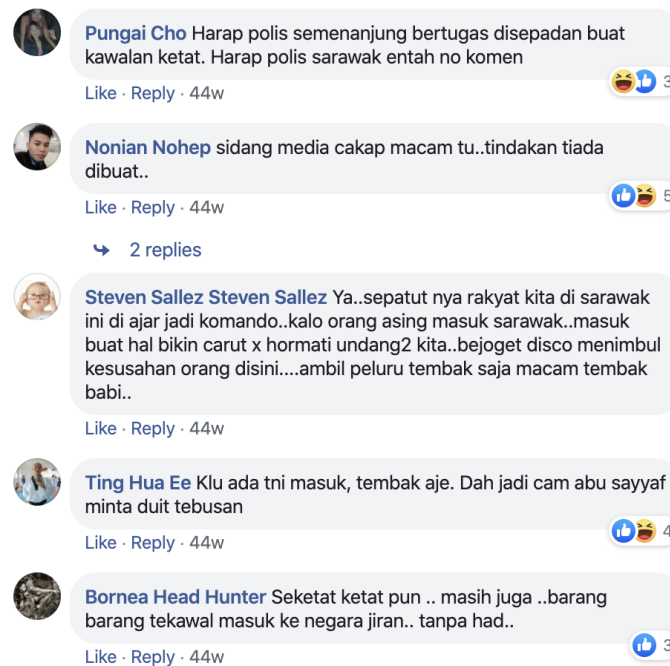 Pungai Cho Harap polis semenanjung bertugas disepadan buat
kawalan ketat. Harap polis sarawak entah no komen
3
Like · Reply · 44w
Nonian Nohep sidang media cakap macam tu..tindakan tiada
dibuat..
5
Like · Reply · 44w
2 replies
Steven Sallez Steven Sallez Ya..sepatut nya rakyat kita di sarawak
ini di ajar jadi komando..kalo orang asing masuk sarawak..masuk
buat hal bikin carut x hormati undang2 kita..bejoget disco menimbul
kesusahan orang disini....ambil peluru tembak saja macam tembak
babi..
Like · Reply · 44w
Ting Hua Ee Klu ada tni masuk, tembak aje. Dah jadi cam abu sayyaf
minta duit tebusan
4
Like · Reply · 44w
Bornea Head Hunter Seketat ketat pun .. masih juga ..barang
barang tekawal masuk ke negara jiran.. tanpa had..
3
Like · Reply · 44w